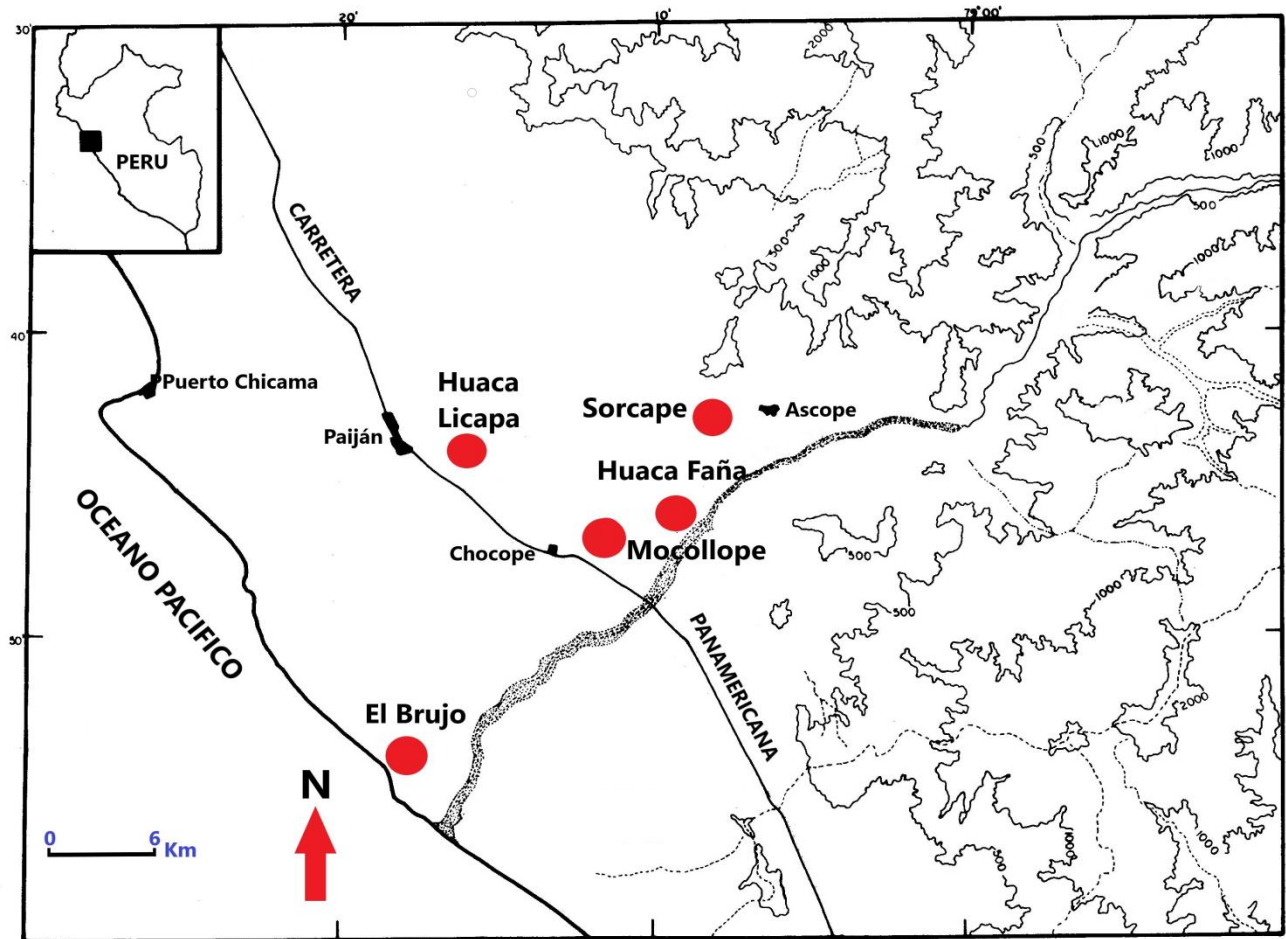 30'
20'
10'
79°00'
PERU
CARRETERA
2000
500
1000
1000
500
500
1000
1000
40'
PPuerto Chicama
Huaca
Licapa
Paiján
Sorcape
Ascope
Huaca Faña
Chocope
Mocollope
500
1000
500
OCEANO PACIFICO
50'
PANAMERICANA
El Brujo
2000
N
0 6 Km
500
1000
1000